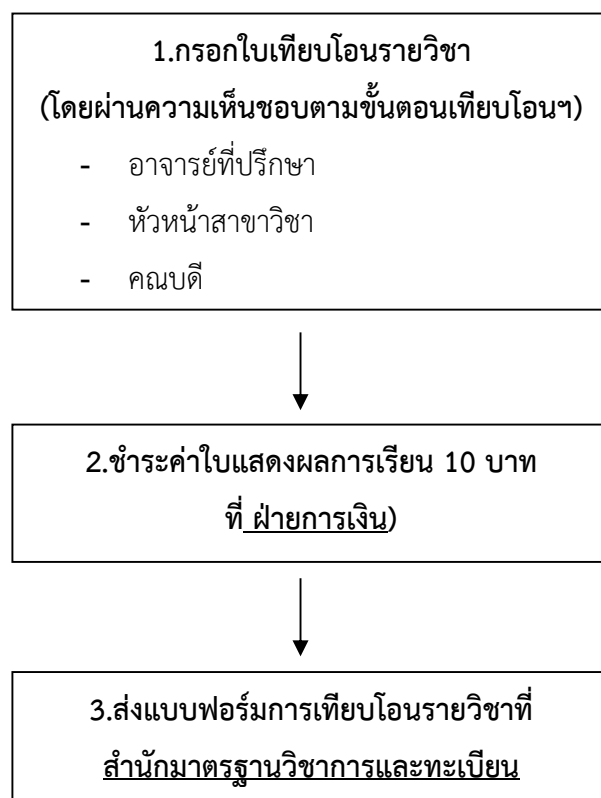 1.กรอกใบเทียบโอนรายวิชา
(โดยผ่านความเห็นชอบตามขั้นตอนเทียบโอนฯ)
- อาจารย์ที่ปรึกษา
- หัวหน้าสาขาวิชา
- คณบดี
2.ชำระค่าใบแสดงผลการเรียน 10 บาท
ที่ ฝ่ายการเงิน)
3.ส่งแบบฟอร์มการเทียบโอนรายวิชาที่
สำนักมาตรฐานวิชาการและทะเบียน